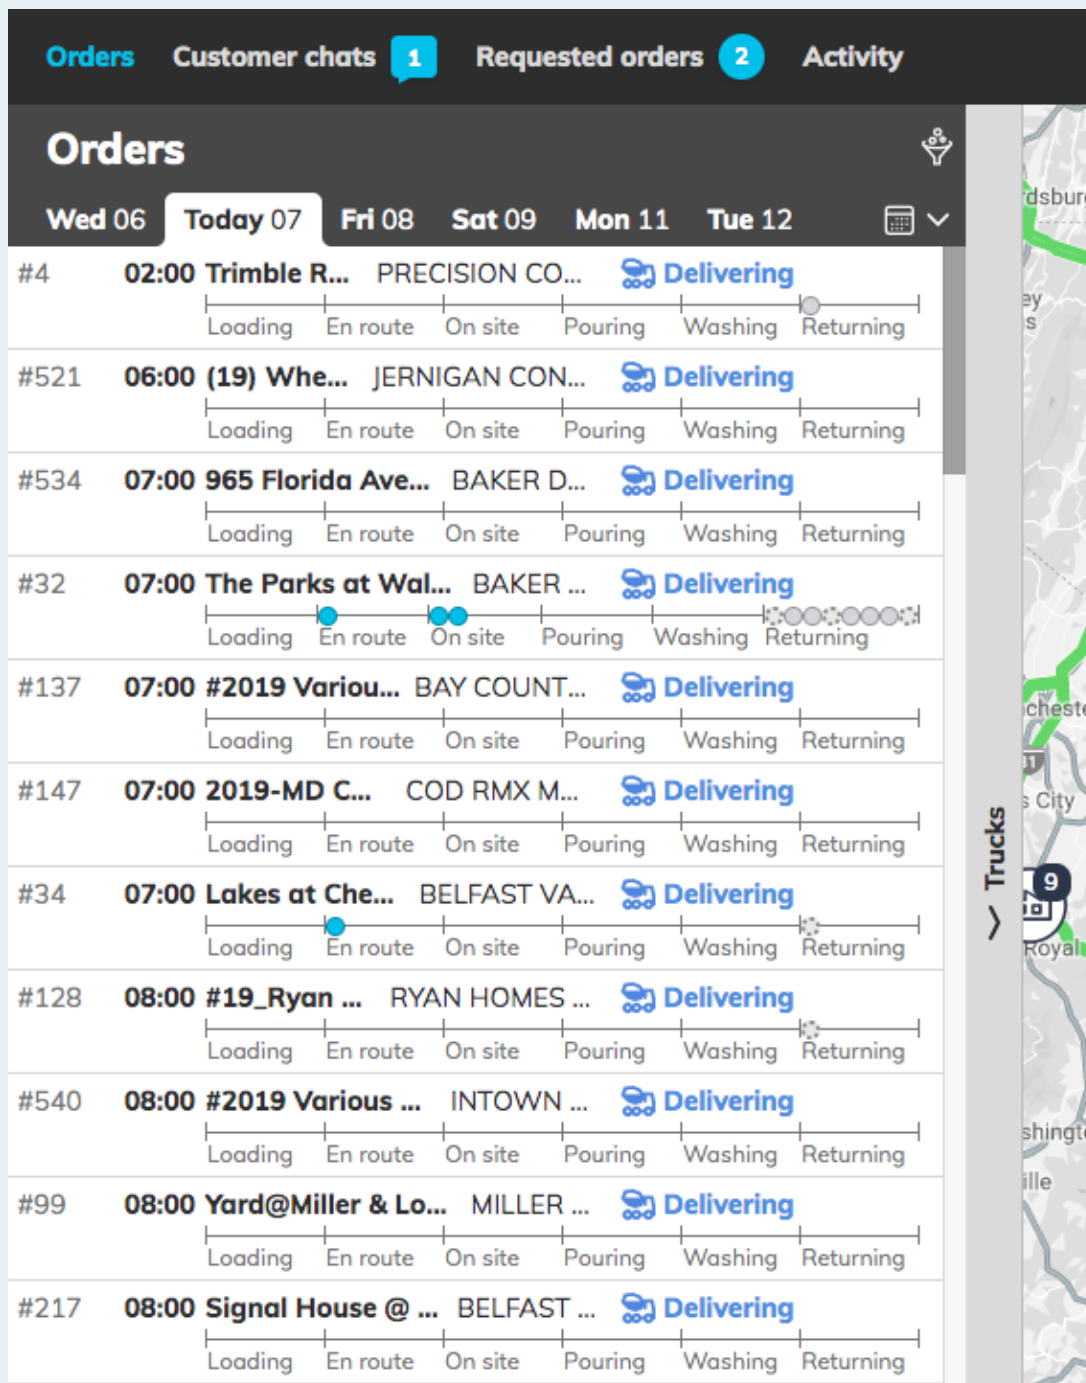 Orders Customer chats 1 Requested orders 2 Activity
Orders
Wed 06 Today 07 Fri 08 Sat 09 Mon 11 Tue 12
#4 02:00 Trimble R... PRECISION CO... Delivering
Loading En route On site Pouring Washing Returning
#521 06:00 (19) Whe... JERNIGAN CON... Delivering
Loading En route On site Pouring Washing Returning
#534 07:00 965 Florida Ave... BAKER D... Delivering
Loading En route On site Pouring Washing Returning
#32 07:00 The Parks at Wal... BAKER ... Delivering
Loading En route On site Pouring Washing Returning
#137 07:00 #2019 Variou... BAY COUNT... Delivering
Loading En route On site Pouring Washing Returning
#147 07:00 2019-MD C... COD RMX M... Delivering
Loading En route On site Pouring Washing Returning
#34 07:00 Lakes at Che... BELFAST VA... Delivering
Loading En route On site Pouring Washing Returning
#128 08:00 #19_Ryan ... RYAN HOMES ... Delivering
Loading En route On site Pouring Washing Returning
#540 08:00 #2019 Various ... INTOWN ... Delivering
Loading En route On site Pouring Washing Returning
#99 08:00 Yard@Miller & Lo... MILLER ... Delivering
Loading En route On site Pouring Washing Returning
#217 08:00 Signal House @ ... BELFAST ... Delivering
Loading En route On site Pouring Washing Returning
Trucks
rdsburg
ey
s
cheste
81
s City
9
Royal
shingto
ille